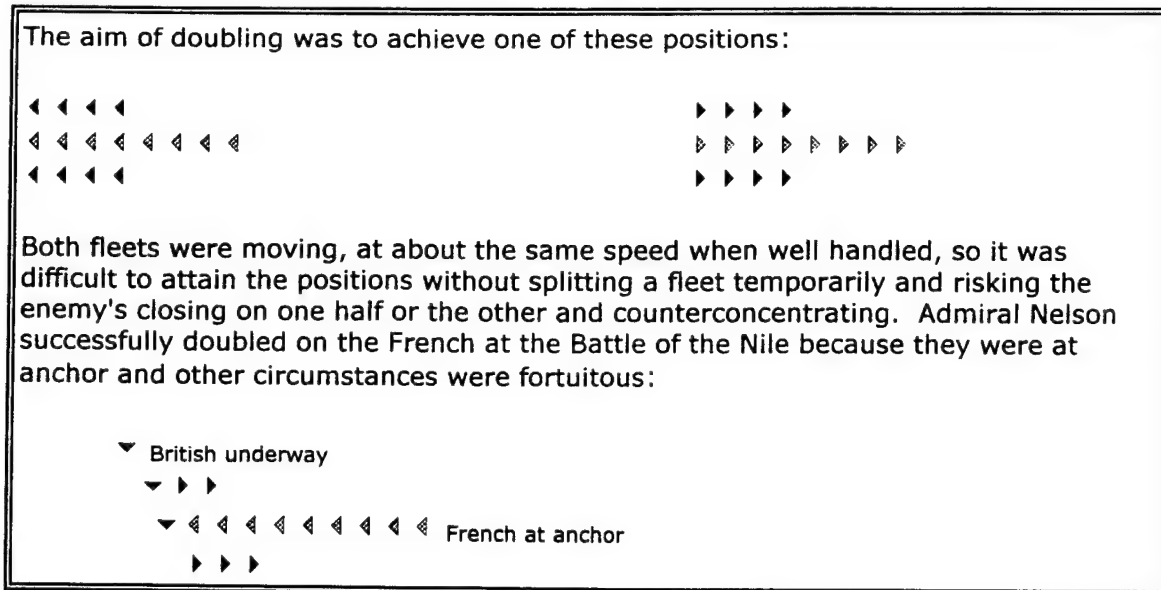 The aim of doubling was to achieve one of these positions:
Both fleets were moving, at about the same speed when well handled, so it was
difficult to attain the positions without splitting a fleet temporarily and risking the
enemy's closing on one half or the other and counterconcentrating. Admiral Nelson
successfully doubled on the French at the Battle of the Nile because they were at
anchor and other circumstances were fortuitous:
British underway
French at anchor